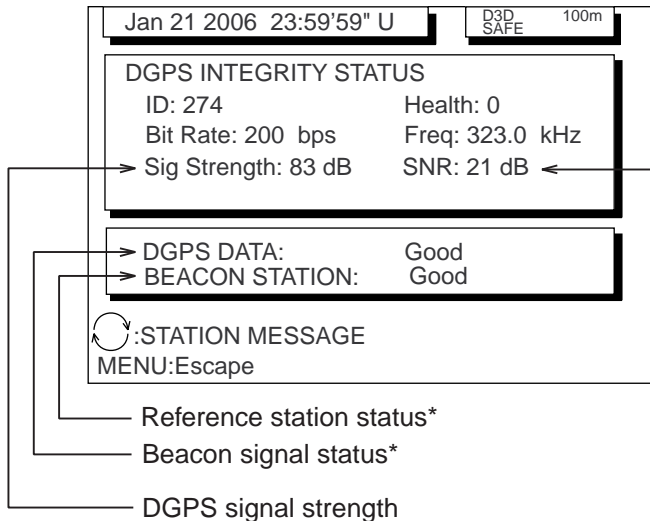 Jan 21 2006 23:59'59" U
D3D 100m
SAFE
DGPS INTEGRITY STATUS
ID: 274 Health: 0
Bit Rate: 200 bps Freq: 323.0 kHz
Sig Strength: 83 dB SNR: 21 dB
DGPS DATA: Good
BEACON STATION: Good
:STATION MESSAGE
MENU:Escape
Reference station status*
Beacon signal status*
DGPS signal strength